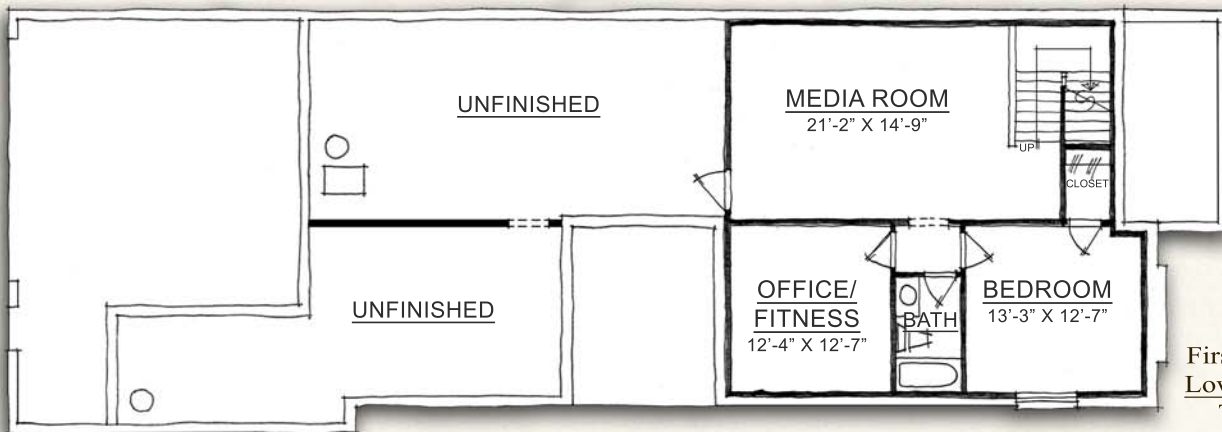 UNFINISHED
MEDIA ROOM
21’-2” X 14’-9”
UP
CLOSET
UNFINISHED
OFFICE/
FITNESS
12’-4” X 12’-7”
BATH
BEDROOM
13’-3” X 12’-7”